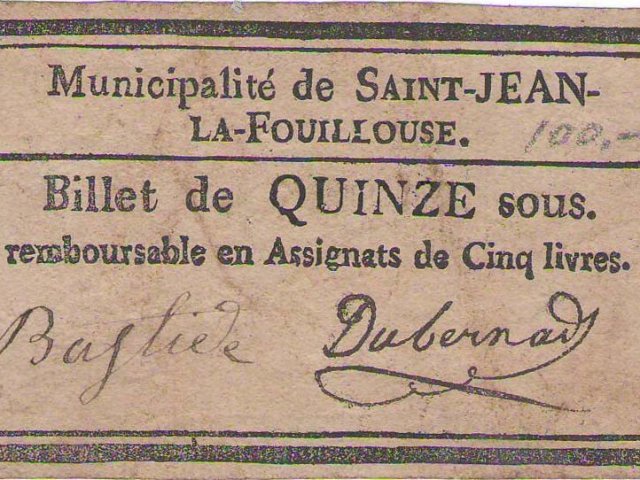 Municipalité de SAINT-JEAN-
LA-FOUILLOUSE.
100.-
Billet de QUINZE sous.
remboursable en Assignats de Cinq livres.
Bastide Dubernad